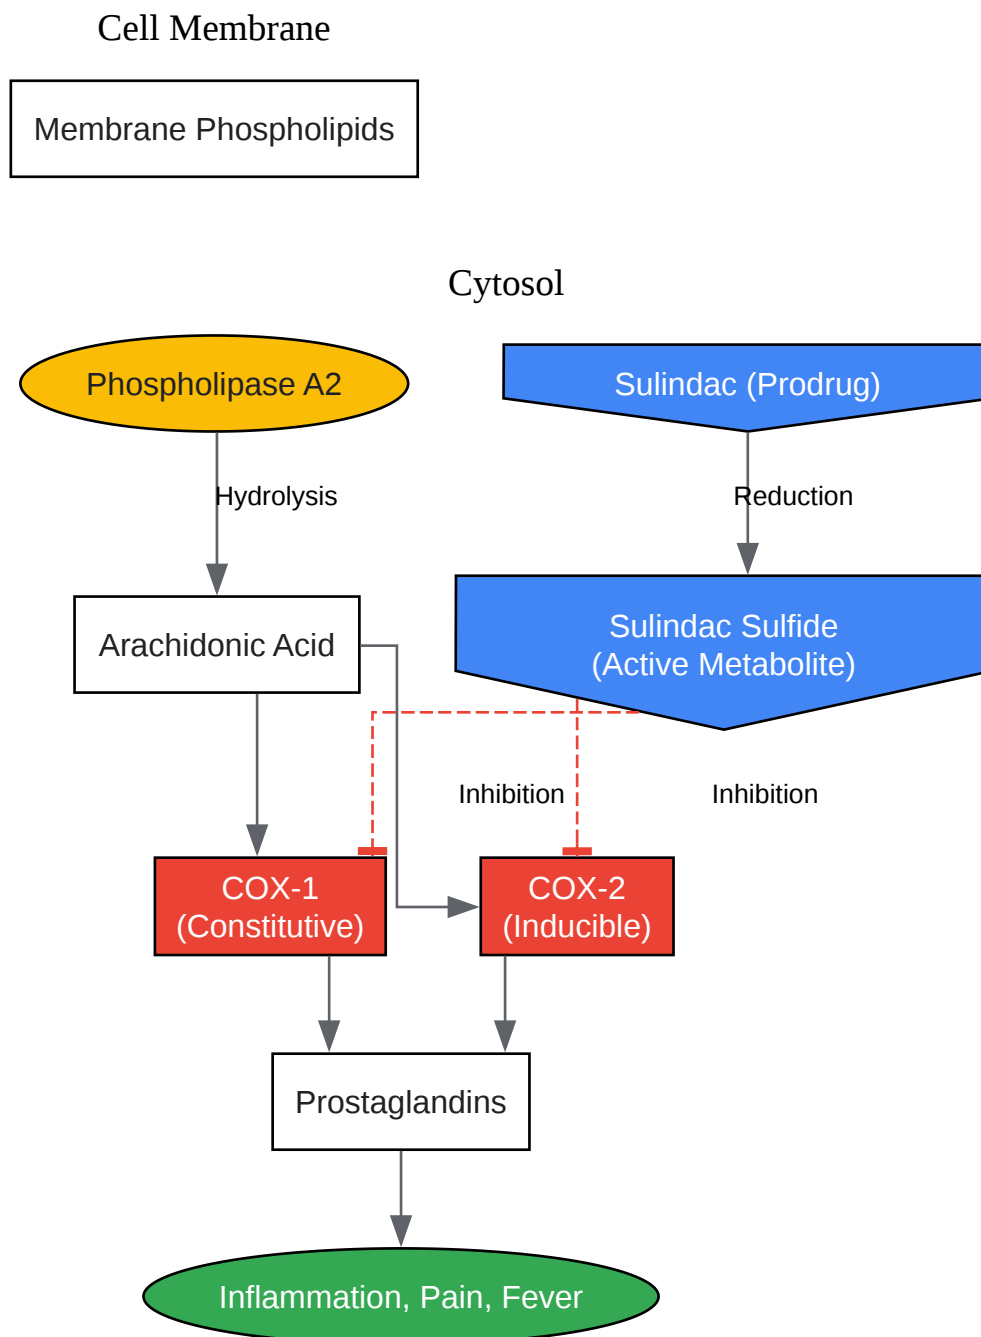 Cell Membrane
Membrane Phospholipids
Cytosol
Phospholipase A2
Sulindac (Prodrug)
Hydrolysis
Reduction
Arachidonic Acid
Sulindac Sulfide
(Active Metabolite)
Inhibition
Inhibition
COX-1
(Constitutive)
COX-2
(Inducible)
Prostaglandins
Inflammation, Pain, Fever